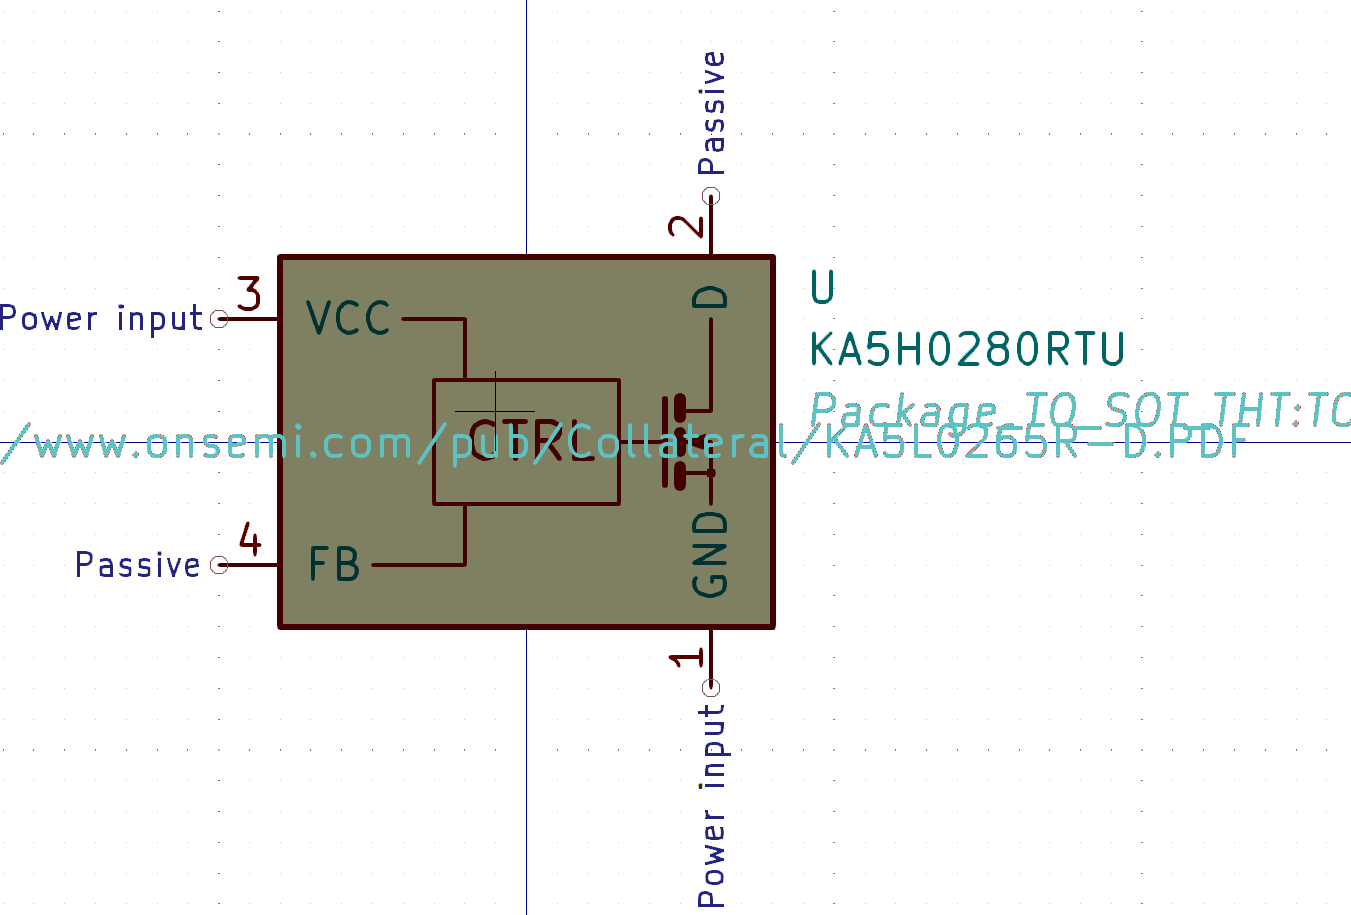 Passive
2
3
Power input
VCC
D
U
KA5H0280RTU
Package_TO_SOT_THT:TO
/www.onsemi.com/pub/Collateral/KA5L0265R-D.PDF
CTRL
4
Passive
FB
GND
1
Power input